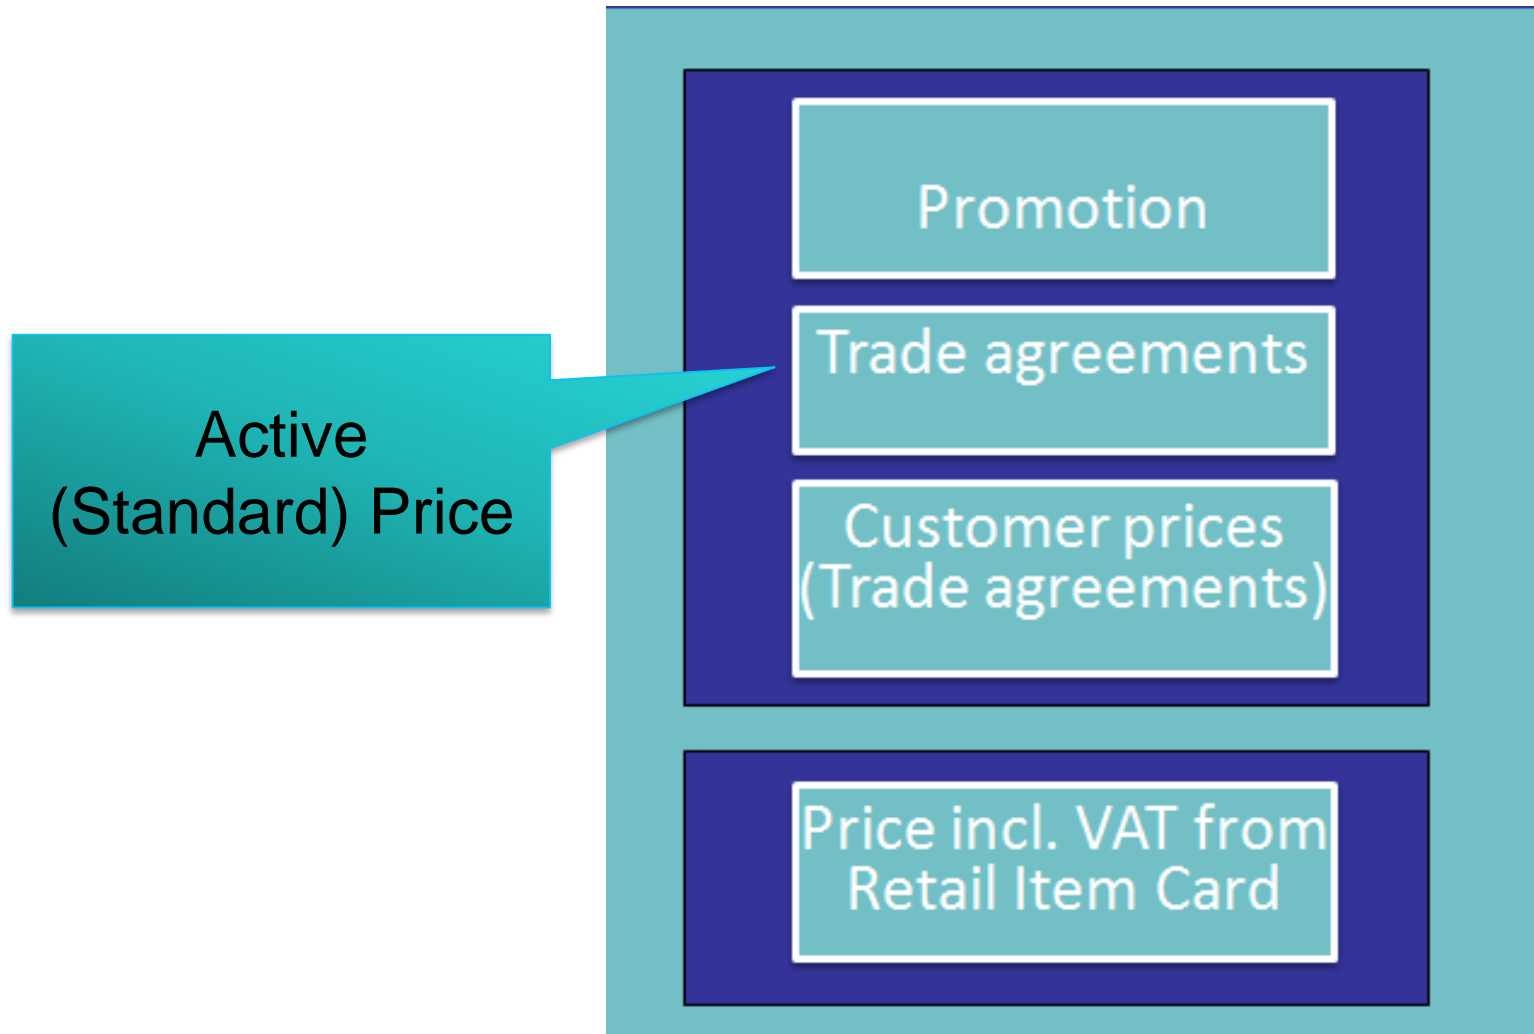 Promotion
Trade agreements
Active
(Standard) Price
Customer prices
(Trade agreements)
Price incl. VAT from
Retail Item Card